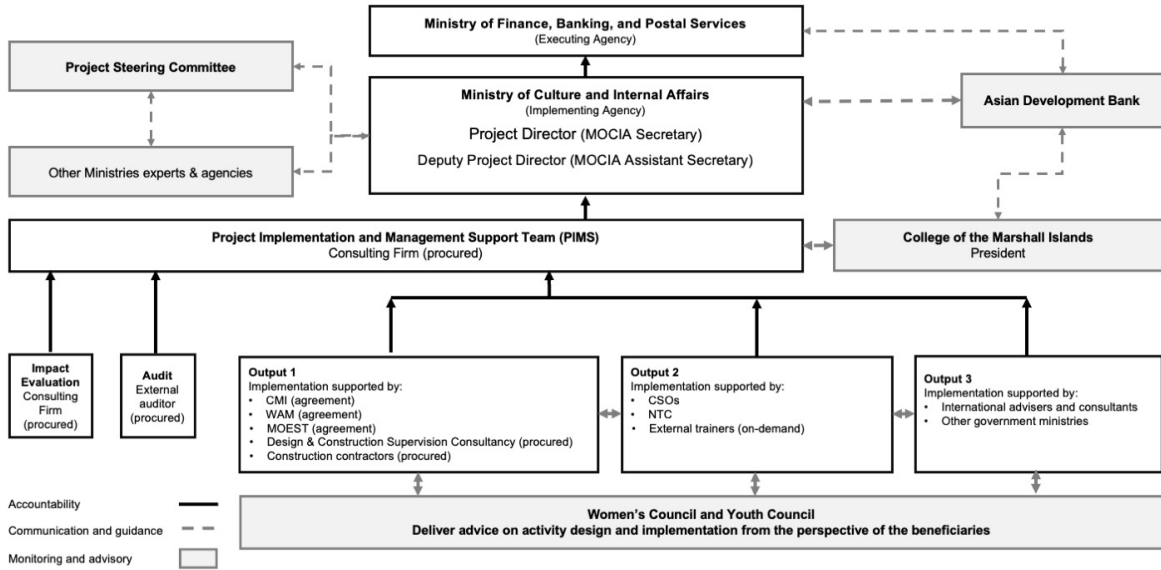 Ministry of Finance, Banking, and Postal Services
(Executing Agency)
Project Steering Committee
Ministry of Culture and Internal Affairs
(Implementing Agency)
Project Director (MOCIA Secretary)
Deputy Project Director (MOCIA Assistant Secretary)
Asian Development Bank
Other Ministries experts & agencies
Project Implementation and Management Support Team (PIMS)
Consulting Firm (procured)
College of the Marshall Islands
President
Impact
Evaluation
Consulting
Firm
(procured)
Audit
External
auditor
(procured)
Output 1
Implementation supported by:
• CMI (agreement)
• WAM (agreement)
• MOEST (agreement)
• Design & Construction Supervision Consultancy (procured)
• Construction contractors (procured)
Output 2
Implementation supported by:
• CSOs
• NTC
• External trainers (on-demand)
Output 3
Implementation supported by:
• International advisers and consultants
• Other government ministries
Women's Council and Youth Council
Deliver advice on activity design and implementation from the perspective of the beneficiaries
Accountability
Communication and guidance
Monitoring and advisory